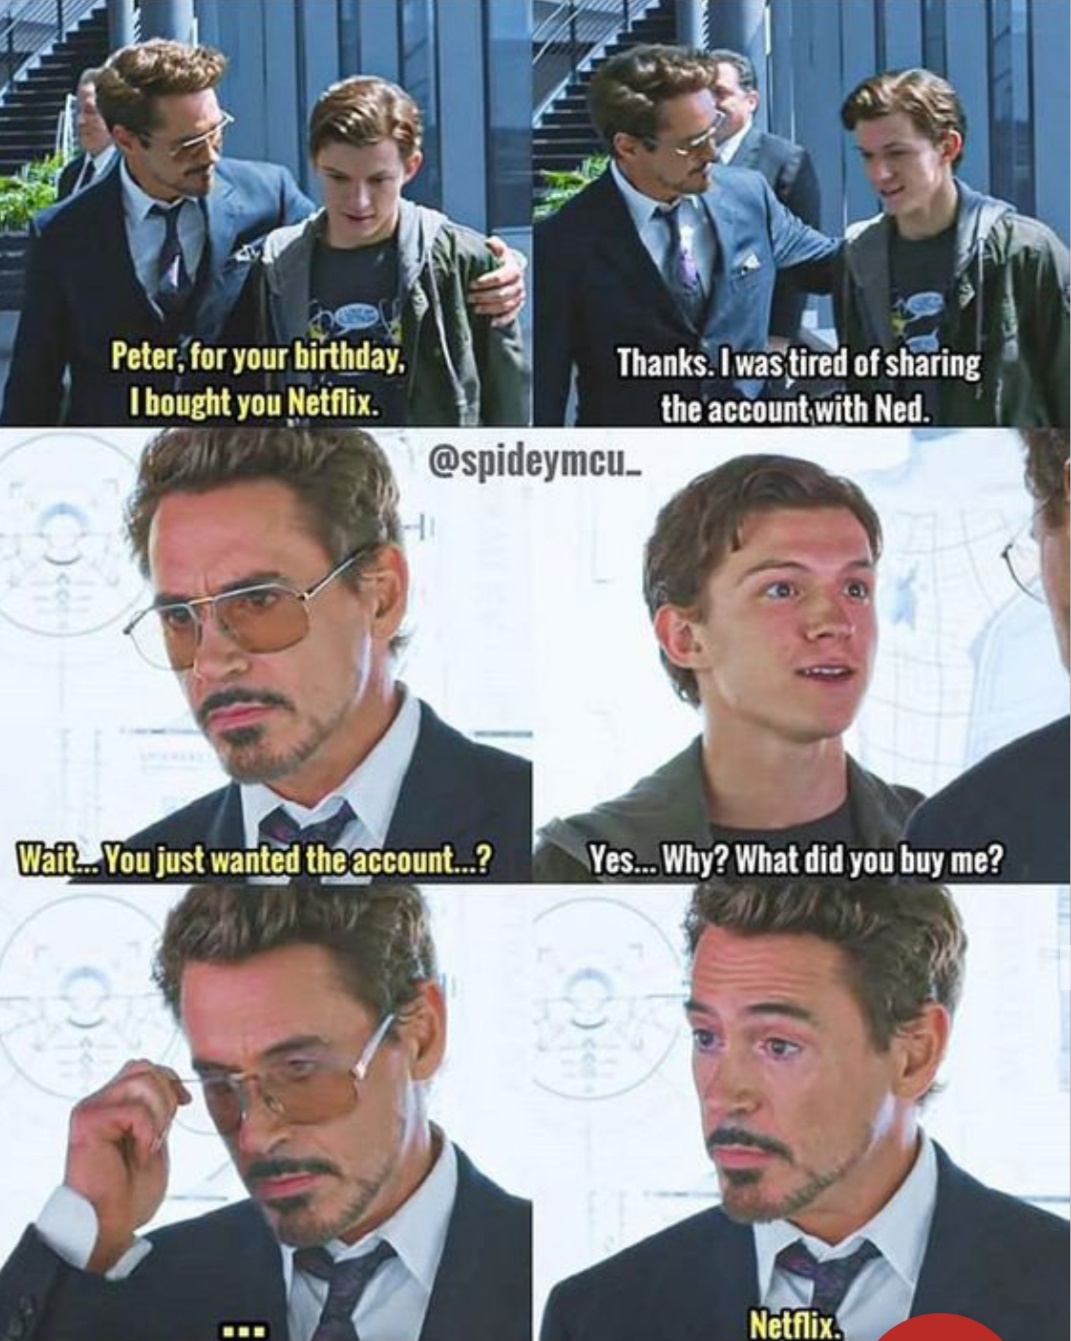 Peter, for your birthday,
I bought you Netflix.
Thanks. I was tired of sharing
the account with Ned.
@spideymcu_
Wait... You just wanted the account...?
Yes... Why? What did you buy me?
...
Netflix.